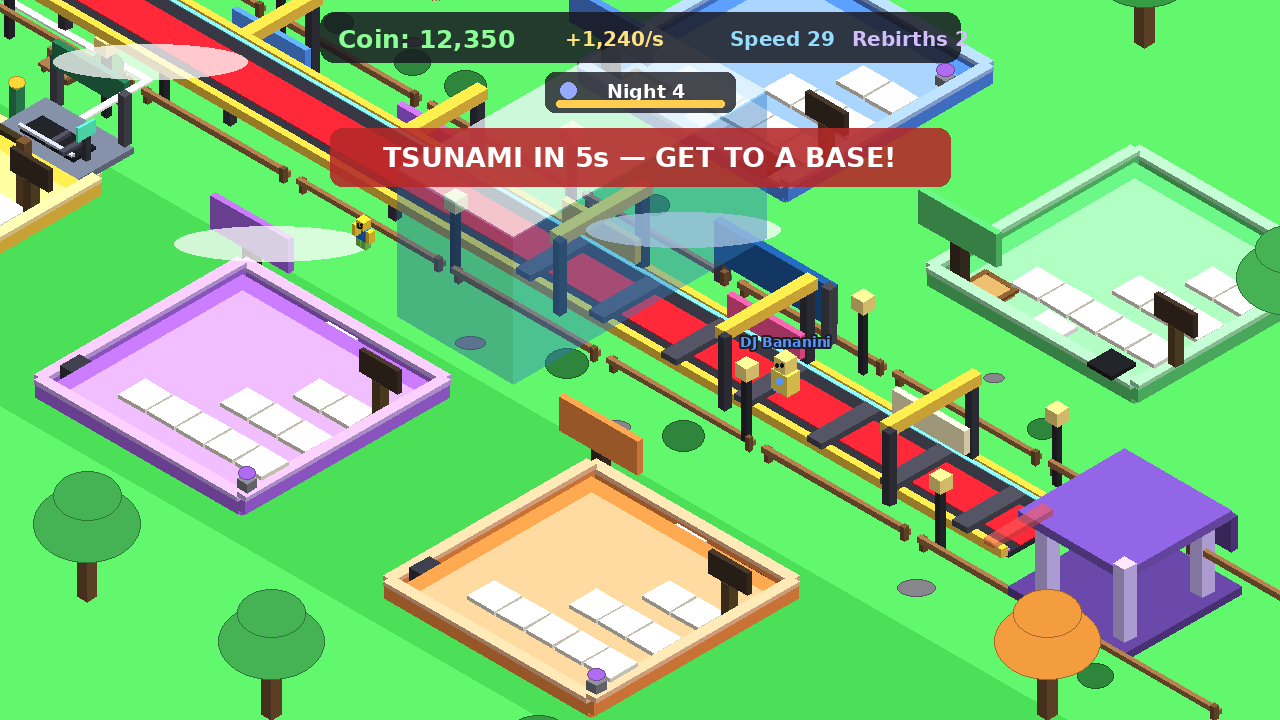 Coin: 12,350 +1,240/s Speed 29 Rebirths 2
Night 4
TSUNAMI IN 5s — GET TO A BASE!
DJ Bananini